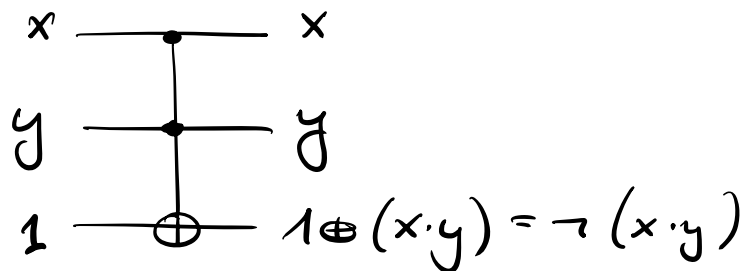 x x
y y
1 1⊕(x·y) = ¬(x·y)